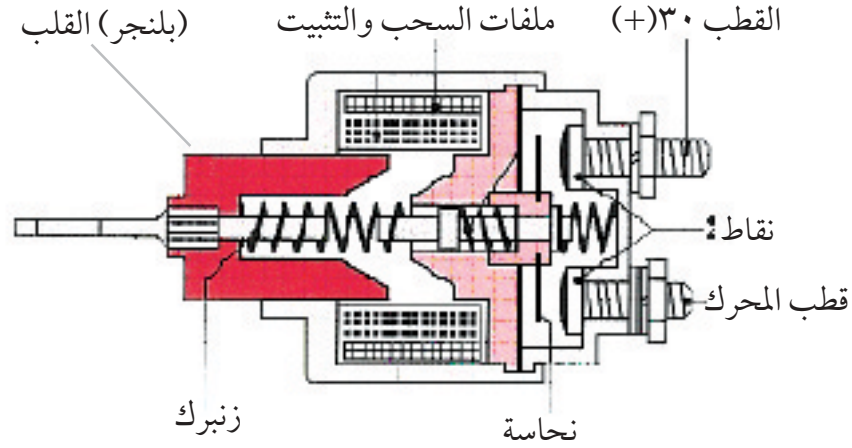 القطب ٣٠(+)
ملفات السحب والتثبيت
(بلنجر) القلب
نقاط
قطب المحرك
زنبرك
نحاسة